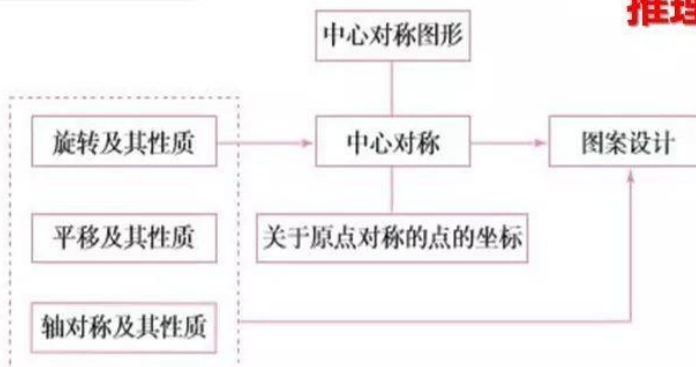 推理
中心对称图形
旋转及其性质
中心对称
图案设计
平移及其性质
关于原点对称的点的坐标
轴对称及其性质